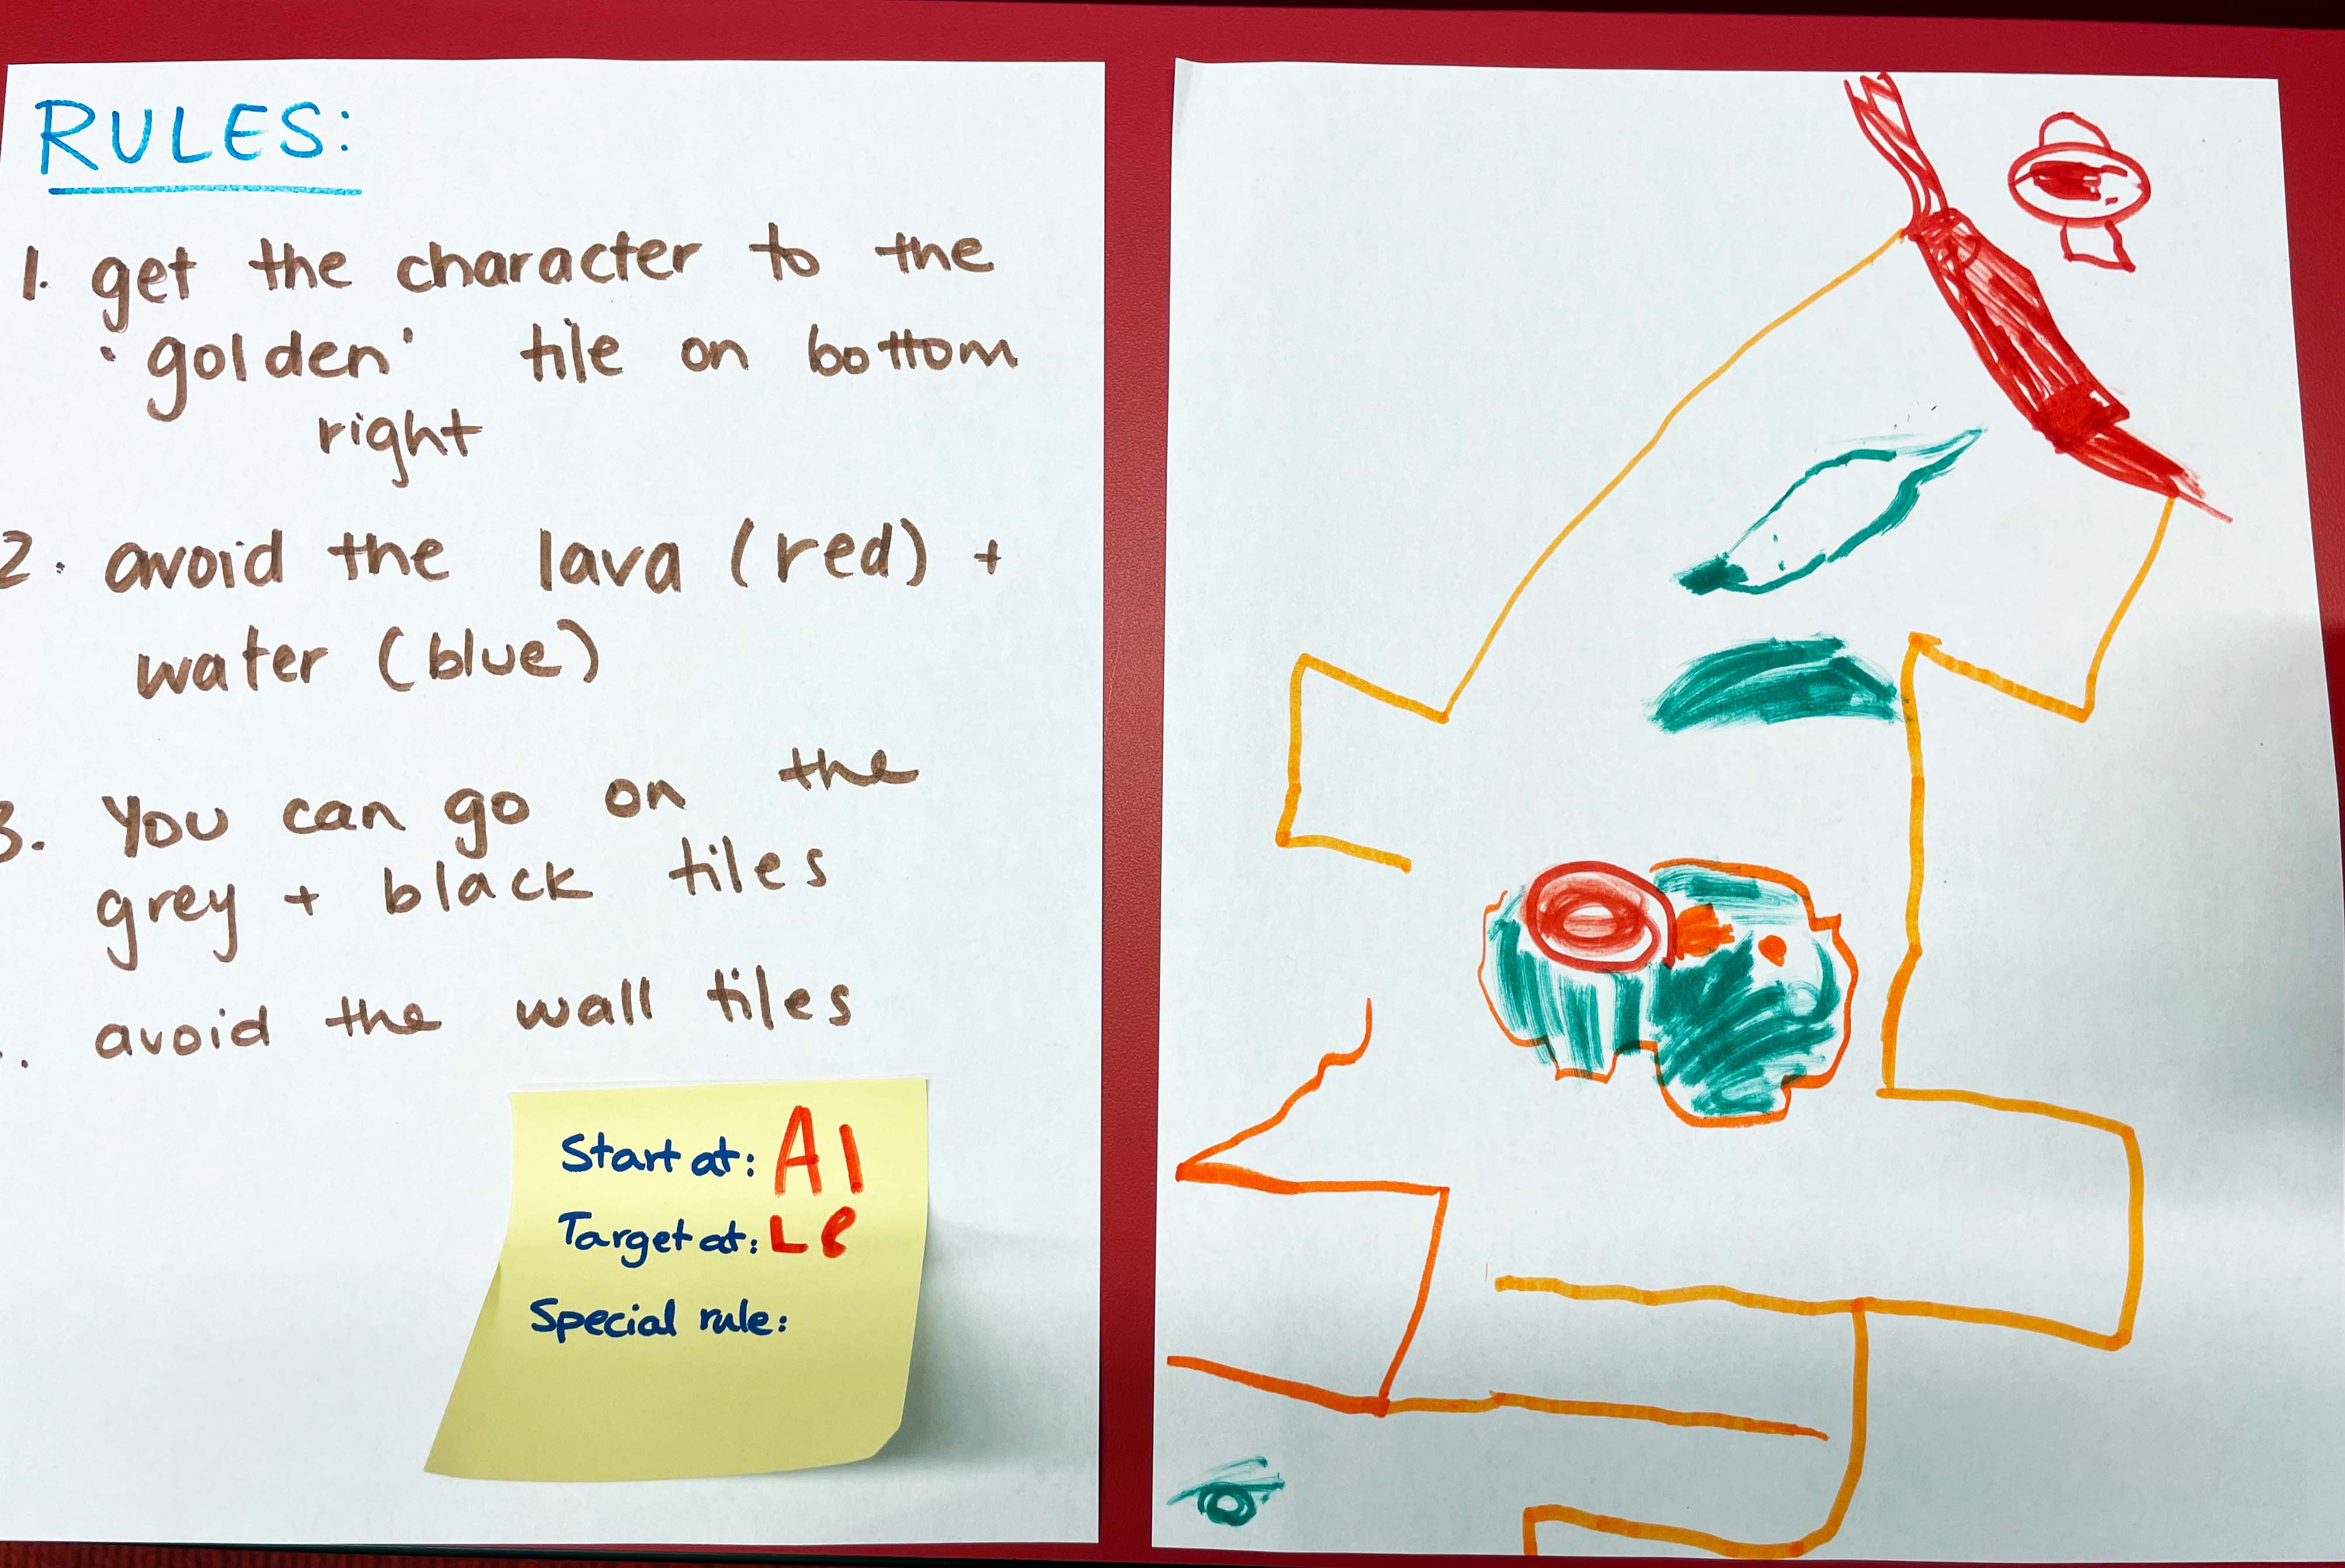 RULES:
1. get the character to the
'golden' tile on bottom
right
2. avoid the lava (red) +
water (blue)
3. You can go on the
grey + black tiles
. avoid the wall tiles
Start at: A1
Target at:
Special rule: